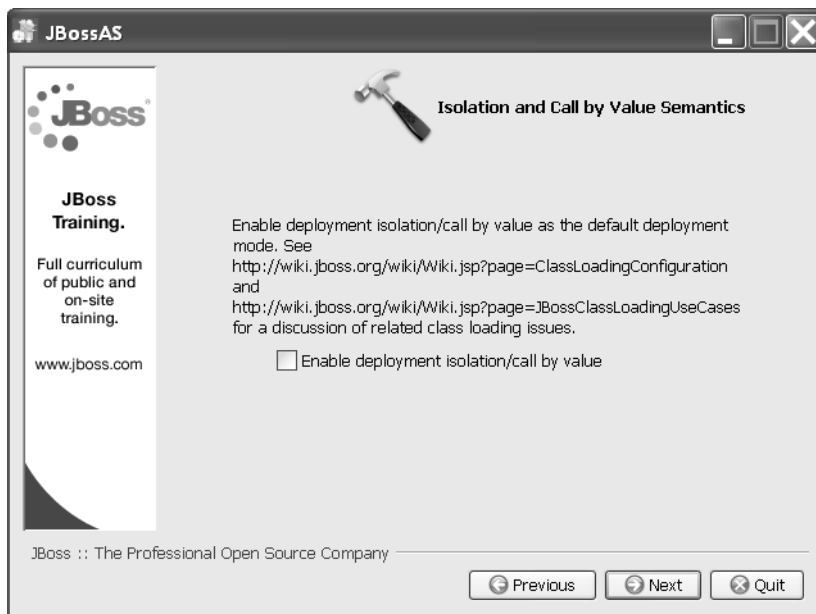 JBossAS
JBoss®
Isolation and Call by Value Semantics
JBoss
Training.
Full curriculum
of public and
on-site
training.
www.jboss.com
Enable deployment isolation/call by value as the default deployment
mode. See
http://wiki.jboss.org/wiki/Wiki.jsp?page=ClassLoadingConfiguration
and
http://wiki.jboss.org/wiki/Wiki.jsp?page=JBossClassLoadingUseCases
for a discussion of related class loading issues.
Enable deployment isolation/call by value
JBoss :: The Professional Open Source Company
Previous
Next
Quit